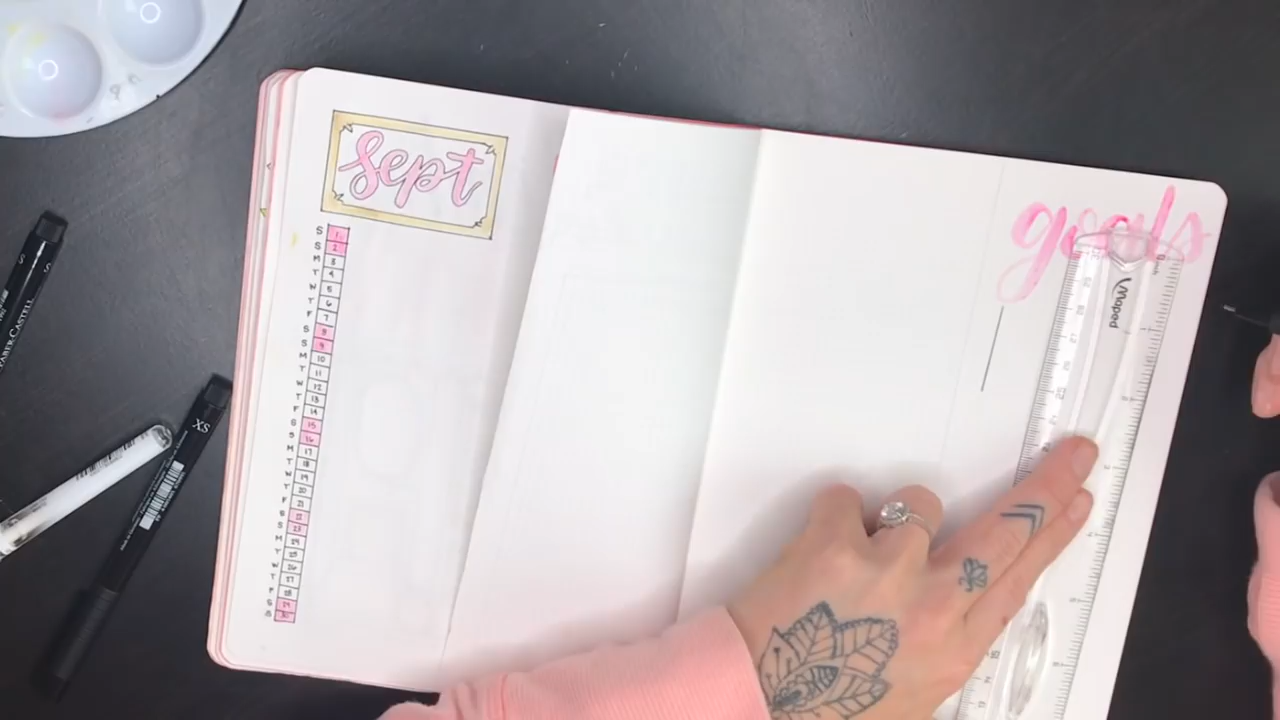 Sept
S 1
S 2
M 3
T 4
W 5
T 6
F 7
S 8
S 9
M 10
T 11
W 12
T 13
F 14
S 15
S 16
M 17
T 18
W 19
T 20
F 21
S 22
S 23
M 24
T 25
W 26
T 27
F 28
S 29
S 30
goals
Maped
FABER-CASTELL
S
S
XS